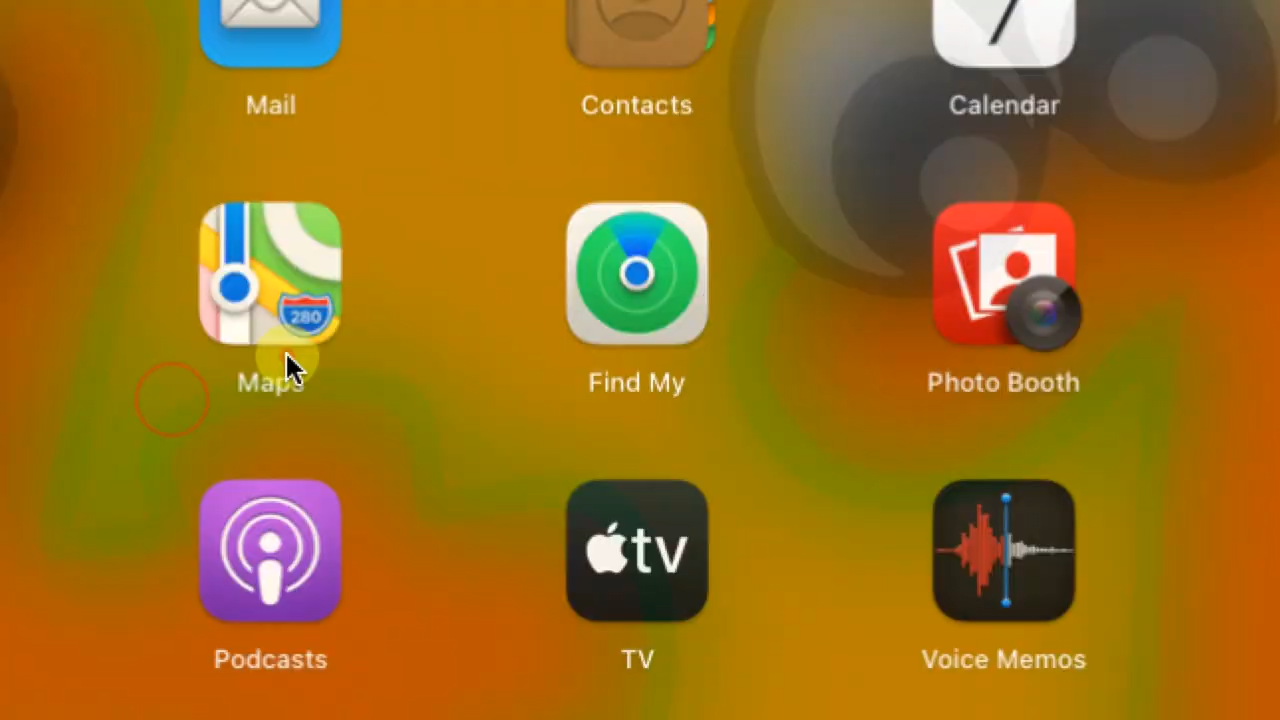 Mail
Contacts
Calendar
280
Maps
Find My
Photo Booth
tv
Podcasts
TV
Voice Memos